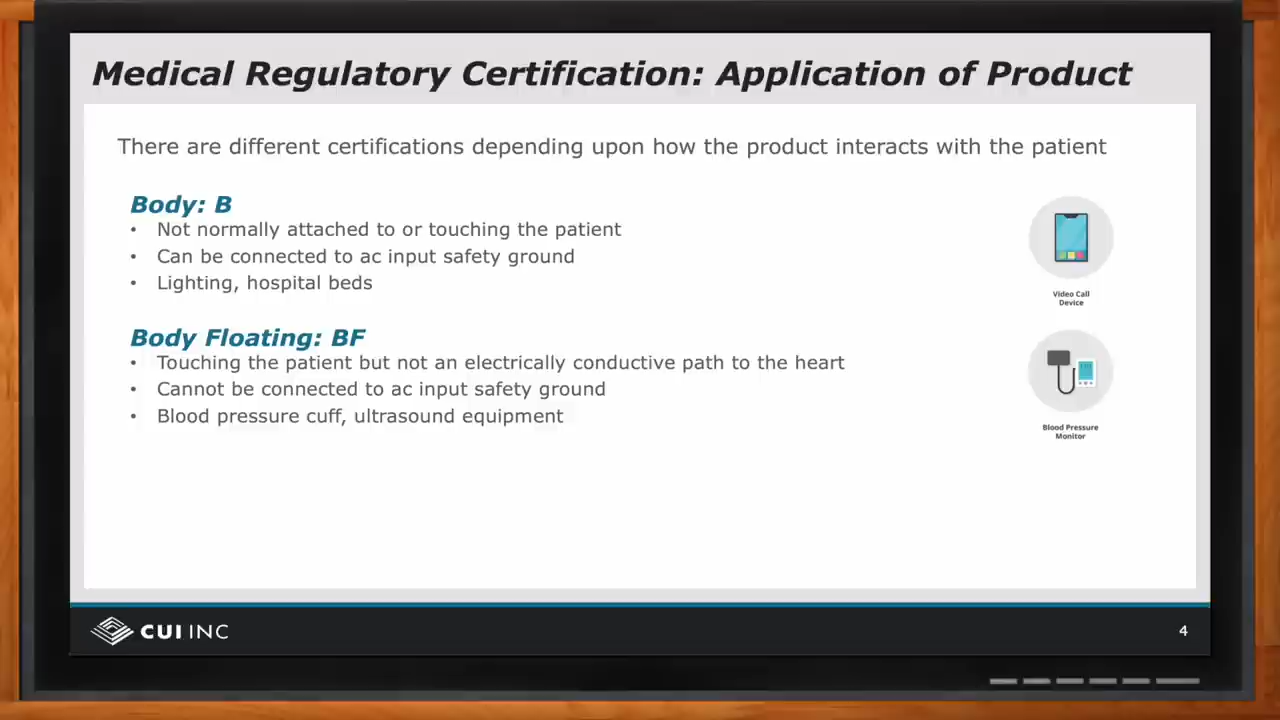 Medical Regulatory Certification: Application of Product
There are different certifications depending upon how the product interacts with the patient
Body: B
• Not normally attached to or touching the patient
• Can be connected to ac input safety ground
• Lighting, hospital beds
Video Call
Device
Body Floating: BF
• Touching the patient but not an electrically conductive path to the heart
• Cannot be connected to ac input safety ground
• Blood pressure cuff, ultrasound equipment
Blood Pressure
Monitor
CUI INC
4